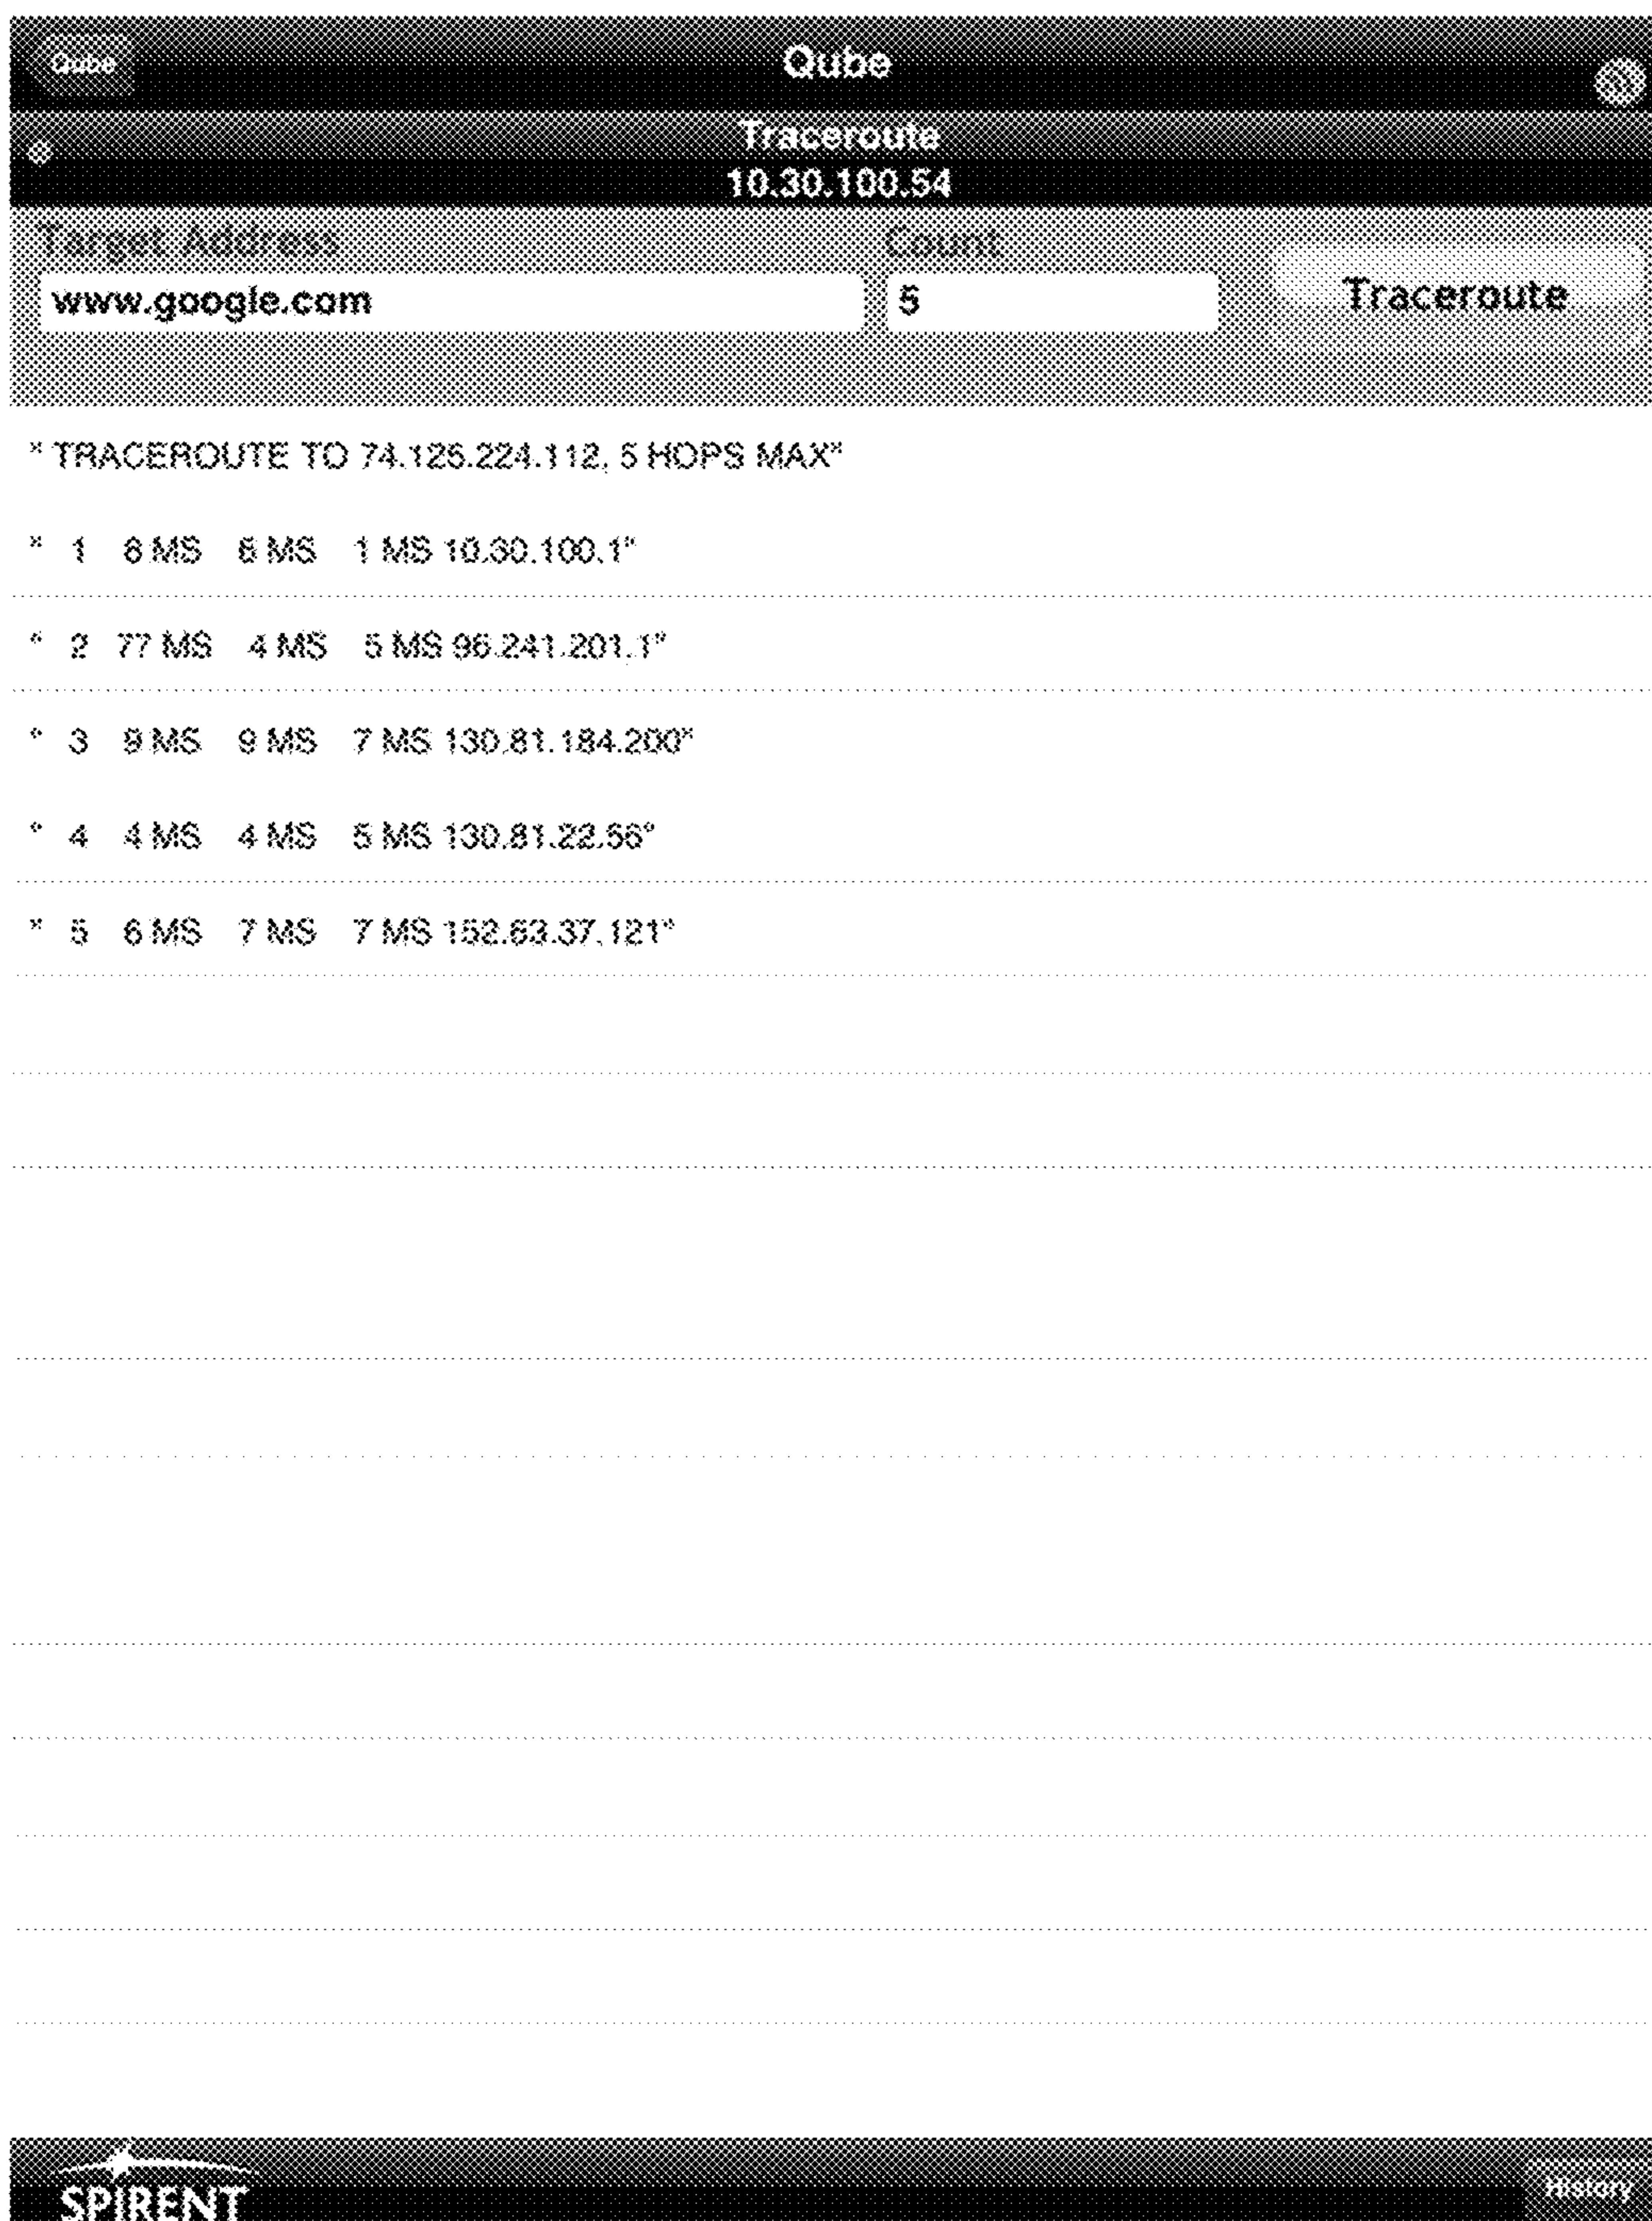 Qube
Qube
Traceroute
10.30.100.54
Target Address Count
www.google.com 5 Traceroute
" TRACEROUTE TO 74.125.224.112, 5 HOPS MAX"
" 1 8 MS 6 MS 1 MS 10.30.100.1"
" 2 77 MS 4 MS 5 MS 96.241.201.1"
" 3 9 MS 9 MS 7 MS 130.81.184.200"
" 4 4 MS 4 MS 5 MS 130.81.22.56"
" 5 6 MS 7 MS 7 MS 152.63.37.121"
SPIRENT
History